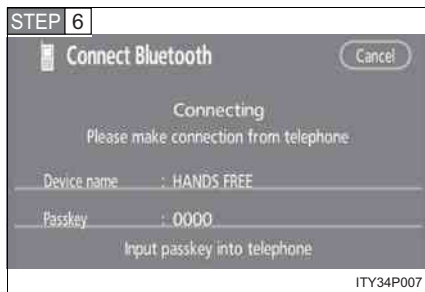 STEP 6
Connect Bluetooth Cancel
Connecting
Please make connection from telephone
Device name : HANDS FREE
Passkey : 0000
Input passkey into telephone
ITY34P007